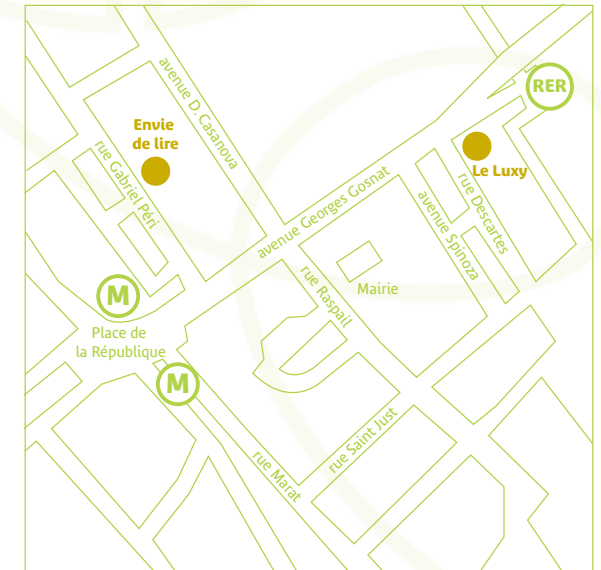 RER
avenue D. Casanova
Envie
de lire
rue Gabriel Péri
Le Luxy
rue Descartes
avenue Georges Gosnat
avenue Spinoza
Mairie
rue Raspail
M
Place de
la République
M
rue Saint Just
rue Marat